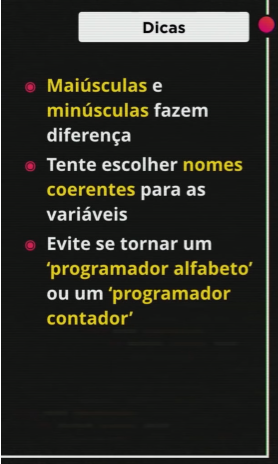 Dicas
Maiúsculas e
minúsculas fazem
diferença
Tente escolher nomes
coerentes para as
variáveis
Evite se tornar um
‘programador alfabeto’
ou um ‘programador
contador’